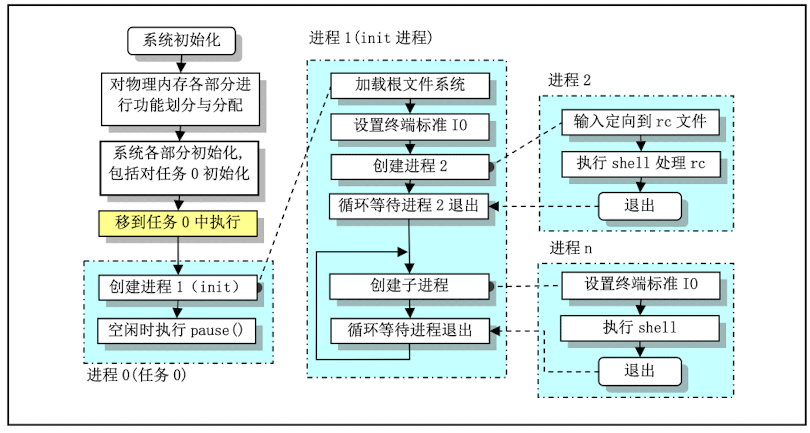 系统初始化
对物理内存各部分进
行功能划分与分配
系统各部分初始化,
包括对任务 0 初始化
移到任务 0 中执行
创建进程 1（init）
空闲时执行 pause()
进程 0(任务 0)
进程 1(init 进程)
加载根文件系统
设置终端标准 IO
创建进程 2
循环等待进程 2 退出
创建子进程
循环等待进程退出
进程 2
输入定向到 rc 文件
执行 shell 处理 rc
退出
进程 n
设置终端标准 IO
执行 shell
退出